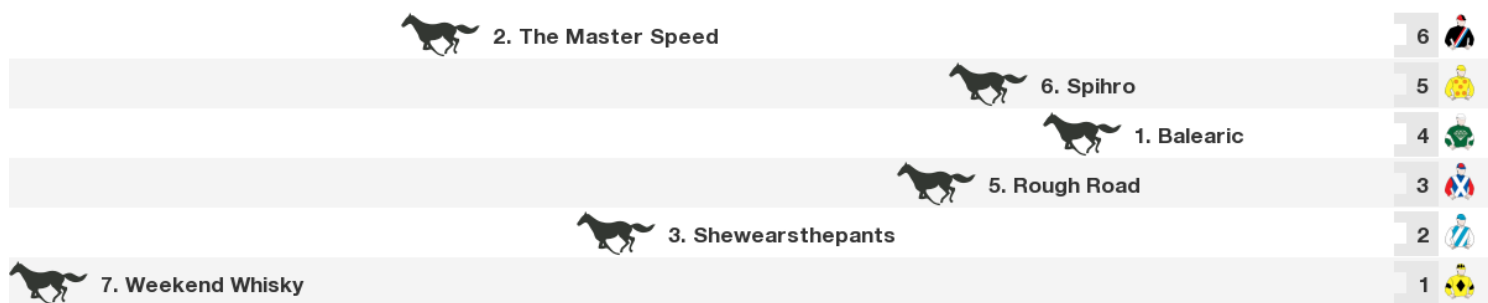 2. The Master Speed 6
6. Spihro 5
1. Balearic 4
5. Rough Road 3
3. Shewearsthepants 2
7. Weekend Whisky 1